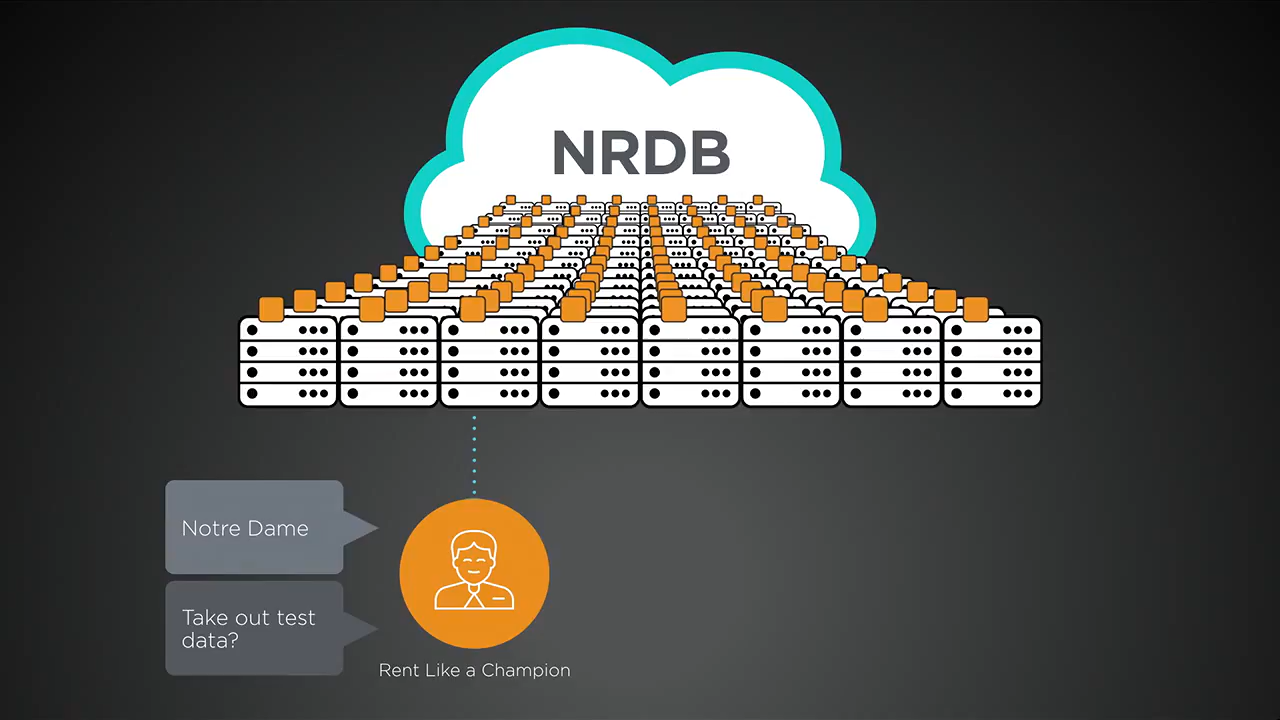 NRDB
Notre Dame
Take out test
data?
Rent Like a Champion